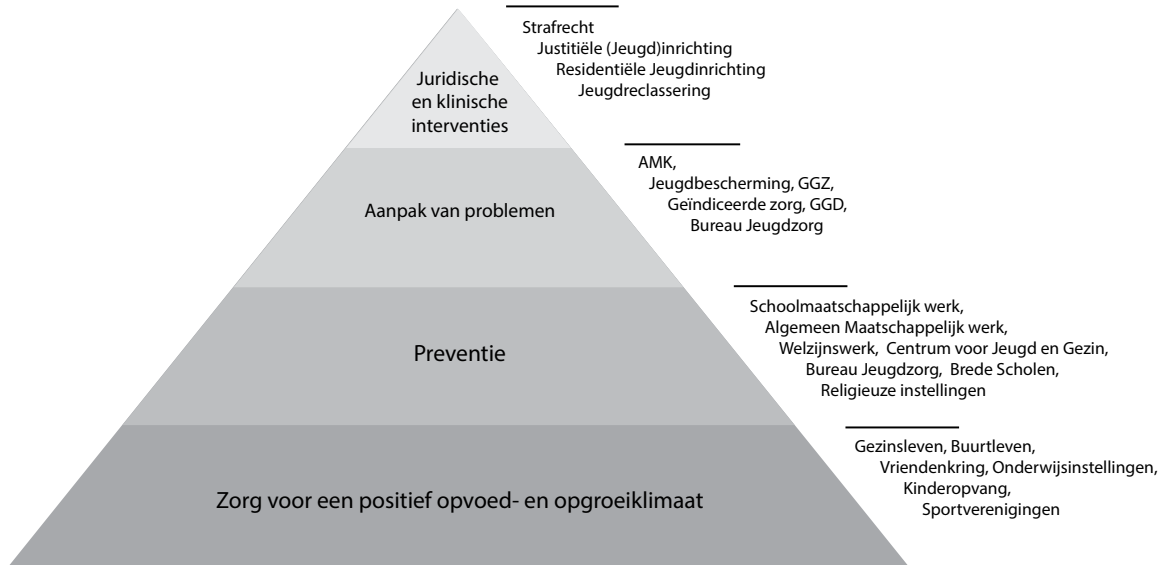 Juridische
en klinische
interventies
Strafrecht
Justitiële (Jeugd)inrichting
Residentiële Jeugdinrichting
Jeugdreclassering
Aanpak van problemen
AMK,
Jeugdbescherming, GGZ,
Geïndiceerde zorg, GGD,
Bureau Jeugdzorg
Preventie
Schoolmaatschappelijk werk,
Algemeen Maatschappelijk werk,
Welzijnswerk, Centrum voor Jeugd en Gezin,
Bureau Jeugdzorg, Brede Scholen,
Religieuze instellingen
Zorg voor een positief opvoed- en opgroeiklimaat
Gezinsleven, Buurtleven,
Vriendenkring, Onderwijsinstellingen,
Kinderopvang,
Sportverenigingen